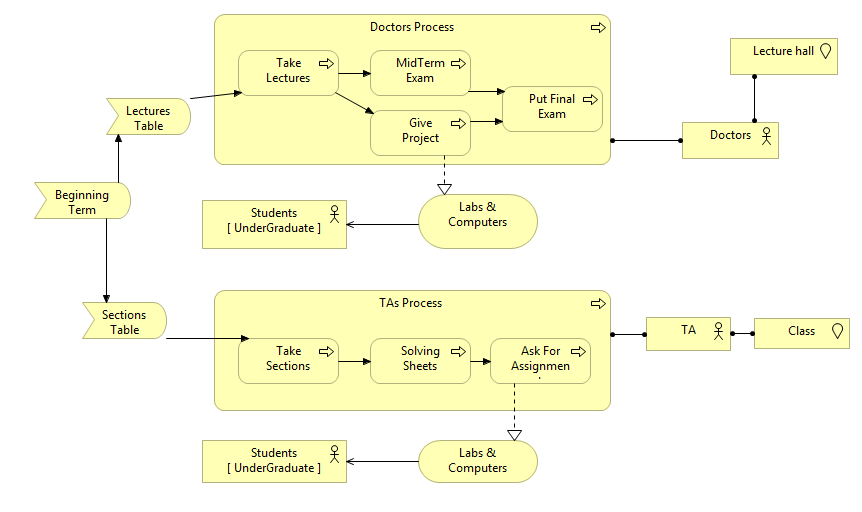 Doctors Process
Lecture hall
Take
Lectures
MidTerm
Exam
Put Final
Exam
Lectures
Table
Give
Project
Doctors
Beginning
Term
Students
[ UnderGraduate ]
Labs &
Computers
TAs Process
Sections
Table
Take
Sections
Solving
Sheets
Ask For
Assignmen
TA
Class
Students
[ UnderGraduate ]
Labs &
Computers